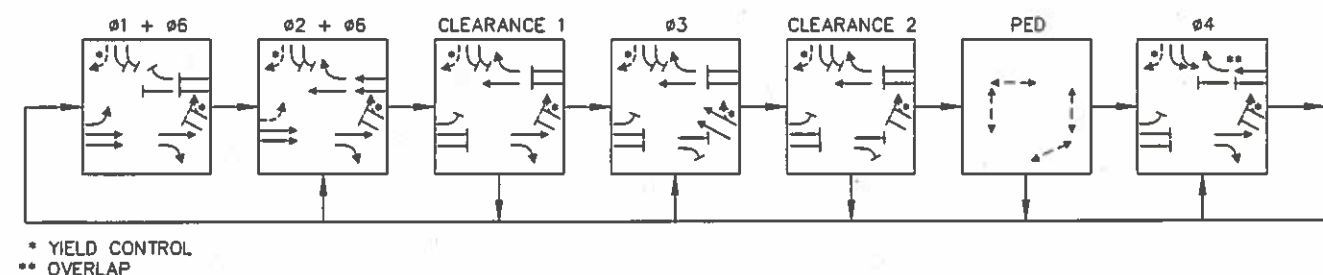 ø1 + ø6
ø2 + ø6
CLEARANCE 1
ø3
CLEARANCE 2
PED
ø4
* * * * * * * * * * ** *
* YIELD CONTROL
** OVERLAP